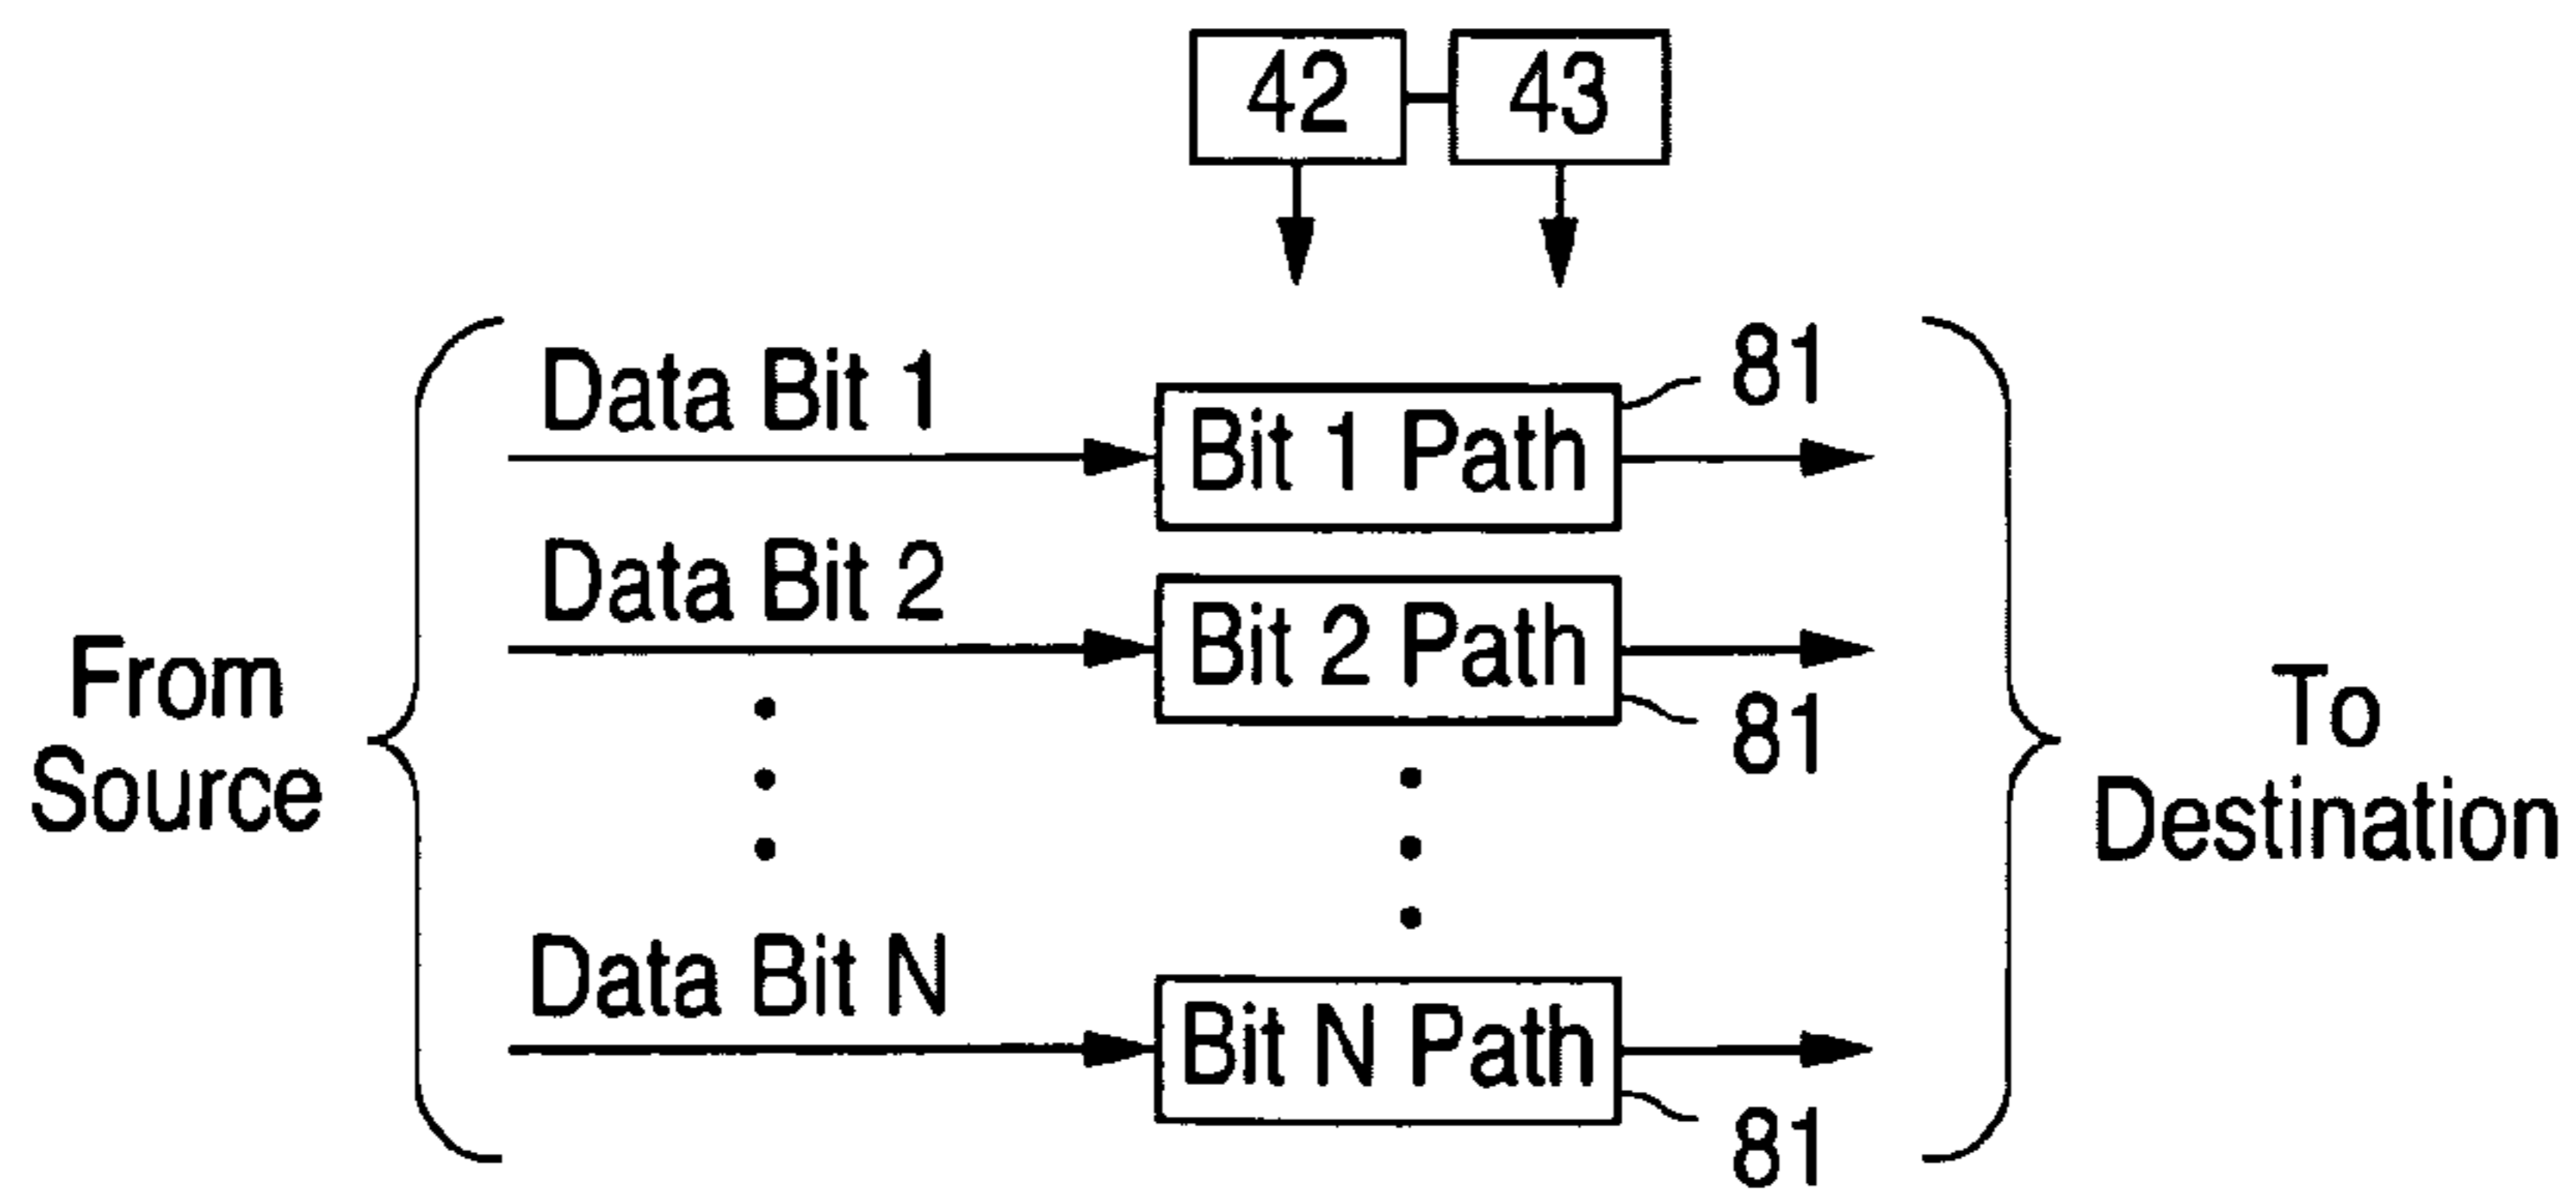 42 43
81
Data Bit 1
Bit 1 Path
Data Bit 2
Bit 2 Path
From
Source
81
To
Destination
Data Bit N
Bit N Path
81